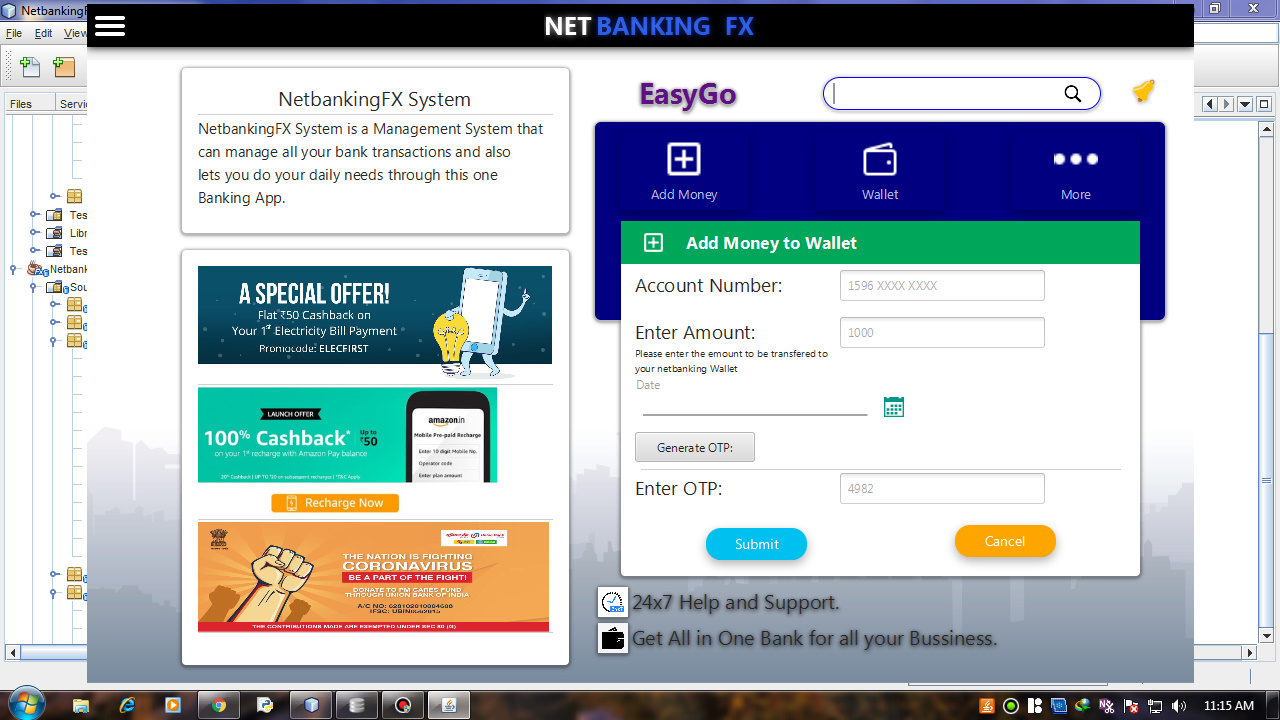 NetbeansFX
File Edit View
Files Servi
Tes
Libr
Tes
Netbank
Sou
NET BANKING FX
NetbankingFX System
NetbankingFX System is a Management System that
can manage all your bank transactions and also
lets you do your daily needs through this one
Banking App.
A SPECIAL OFFER!
Flat ₹50 Cashback on
Your 1st Electricity Bill Payment
Promocode: ELECFIRST
LAUNCH OFFER
100% Cashback* Up to ₹50
on your 1st recharge with Amazon Pay balance
amazon.in
Mobile Pre-paid Recharge
Enter 10 digit Mobile No.
Operator code
Enter plan amount
Recharge Now
THE NATION IS FIGHTING
CORONAVIRUS
BE A PART OF THE FIGHT!
DONATE TO PM CARES FUND
THROUGH UNION BANK OF INDIA
THE CONTRIBUTIONS MADE ARE EXEMPTED UNDER SEC 80 (G)
EasyGo
Add Money Wallet More
Add Money to Wallet
Account Number: 1596 XXXX XXXX
Enter Amount: 1000
Please enter the emount to be transfered to
your netbanking Wallet
Date
Generate OTP:
Enter OTP: 4982
Submit Cancel
24x7 Help and Support.
Get All in One Bank for all your Bussiness.
11:15 AM